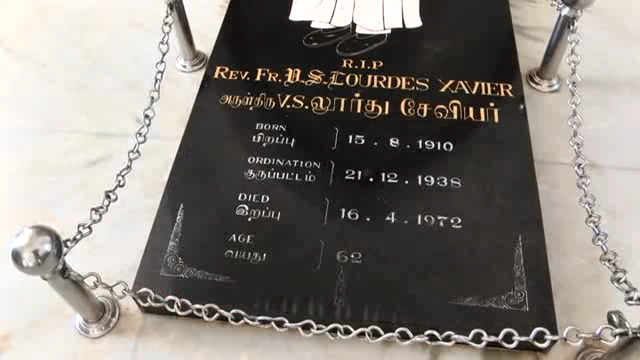 R.I.P
REV. FR. V.S. LOURDES XAVIER
அருள்திரு V.S. லூர்து சேவியர்
BORN
பிறப்பு ] 15 . 8 . 1910
ORDINATION
குருப்பட்டம் ] 21 . 12 . 1938
DIED
இறப்பு ] 16 . 4 . 1972
AGE
வயது ] 62